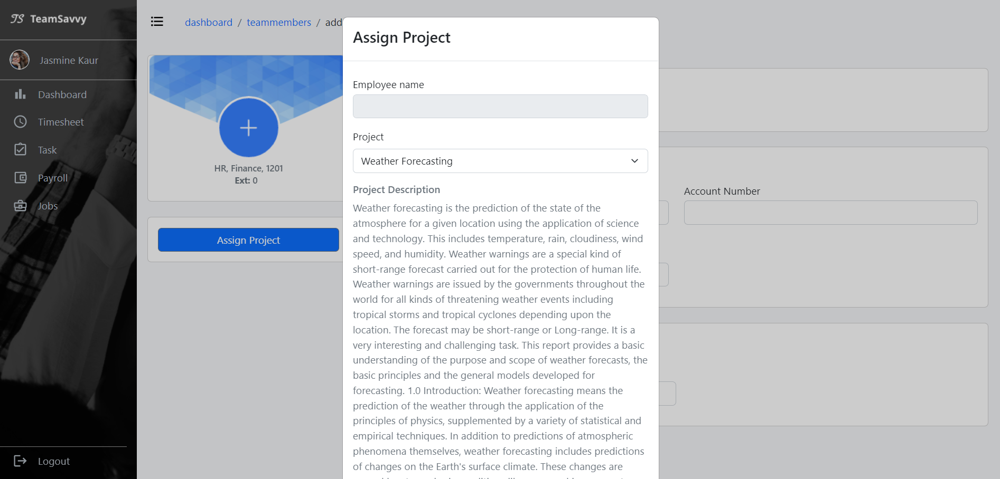 TS TeamSavvy
Jasmine Kaur
Dashboard
Timesheet
Task
Payroll
Jobs
Logout
dashboard / teammembers / add
HR, Finance, 1201
Ext: 0
Assign Project
Assign Project
Employee name
Project
Weather Forecasting
Project Description
Weather forecasting is the prediction of the state of the
atmosphere for a given location using the application of science
and technology. This includes temperature, rain, cloudiness, wind
speed, and humidity. Weather warnings are a special kind of
short-range forecast carried out for the protection of human life.
Weather warnings are issued by the governments throughout the
world for all kinds of threatening weather events including
tropical storms and tropical cyclones depending upon the
location. The forecast may be short-range or Long-range. It is a
very interesting and challenging task. This report provides a basic
understanding of the purpose and scope of weather forecasts, the
basic principles and the general models developed for
forecasting. 1.0 Introduction: Weather forecasting means the
prediction of the weather through the application of the
principles of physics, supplemented by a variety of statistical and
empirical techniques. In addition to predictions of atmospheric
phenomena themselves, weather forecasting includes predictions
of changes on the Earth's surface climate. These changes are
Account Number